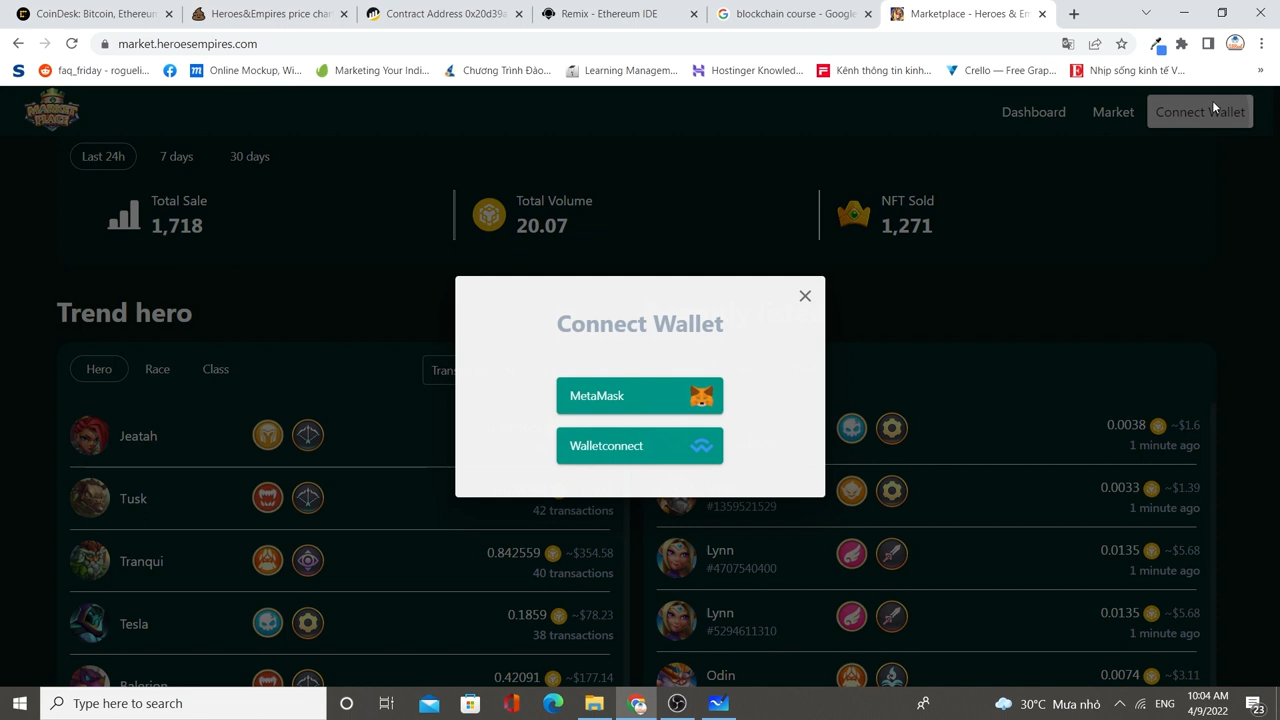 CoinDesk: Bitcoin, Ethereum
Heroes&Empires price char
Contract Address 0x20d39a
Remix - Ethereum IDE
blockchain course - Google
Marketplace - Heroes & Em
market.heroesempires.com
faq_friday - rogueli...
Online Mockup, Wi...
Marketing Your Indi...
Chương Trình Đào...
Learning Managem...
Hostinger Knowled...
Kênh thông tin kinh...
Crello — Free Grap...
Nhịp sống kinh tế V...
MARKET
PLACE
Dashboard
Market
Connect Wallet
Last 24h
7 days
30 days
Total Sale
1,718
Total Volume
20.07
NFT Sold
1,271
Trend hero
Connect Wallet
MetaMask
Walletconnect
Hero
Race
Class
Jeatah
0.0038
~$1.6
1 minute ago
Tusk
42 transactions
#1359521529
0.0033
~$1.39
1 minute ago
Tranqui
0.842559
~$354.58
40 transactions
Lynn
#4707540400
0.0135
~$5.68
1 minute ago
Tesla
0.1859
~$78.23
38 transactions
Lynn
#5294611310
0.0135
~$5.68
1 minute ago
Balerion
0.42091
~$177.14
Odin
0.0074
~$3.11
Type here to search
30°C Mưa nhỏ
ENG
10:04 AM
4/9/2022
23